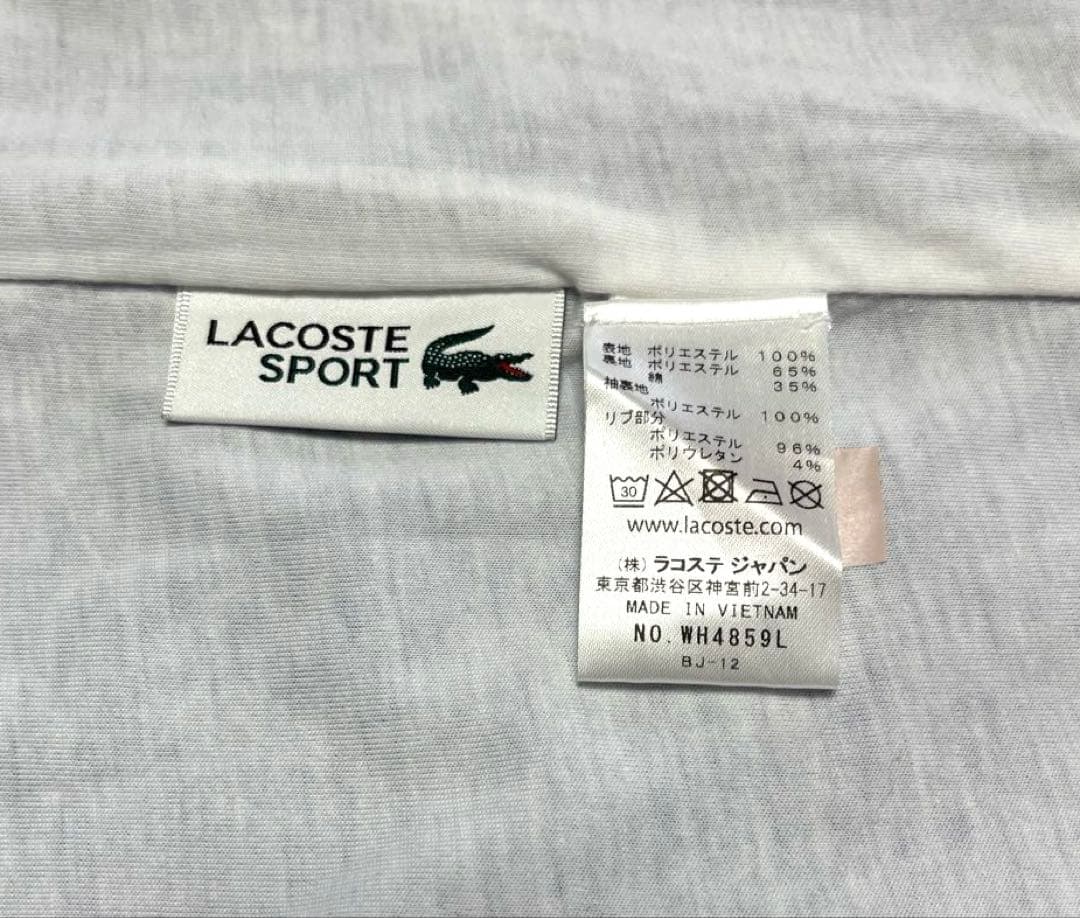 LACOSTE
SPORT
表地 ポリエステル 100%
裏地 ポリエステル 65%
綿 35%
袖裏地
ポリエステル 100%
リブ部分
ポリエステル 96%
ポリウレタン 4%
30
www.lacoste.com
(株) ラコステ ジャパン
東京都渋谷区神宮前2-34-17
MADE IN VIETNAM
NO. WH4859L
BJ-12